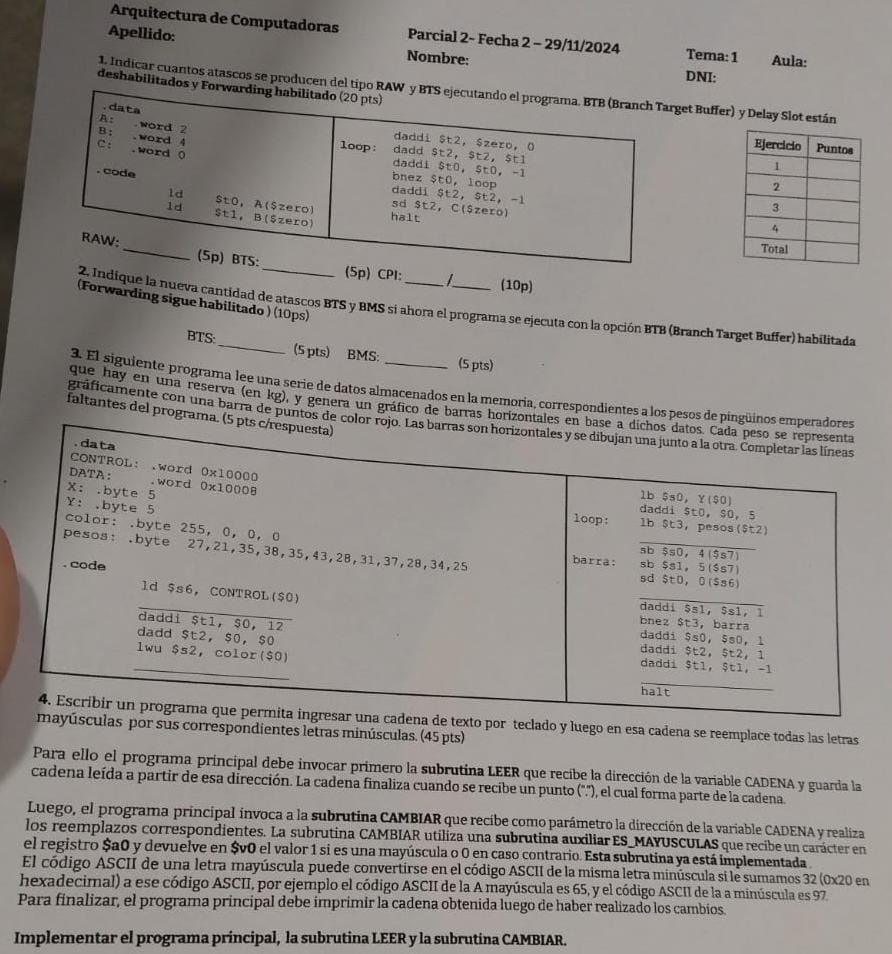 Arquitectura de Computadoras Parcial 2- Fecha 2 – 29/11/2024 Tema: 1 Aula:
Apellido: Nombre: DNI:
1. Indicar cuantos atascos se producen del tipo RAW y BTS ejecutando el programa. BTB (Branch Target Buffer) y Delay Slot están
deshabilitados y Forwarding habilitado (20 pts)
.data
A: .word 2
B: .word 4
C: .word 0
.code
ld $t0, A($zero)
ld $t1, B($zero)
daddi $t2, $zero, 0
loop: dadd $t2, $t2, $t1
daddi $t0, $t0, -1
bnez $t0, loop
daddi $t2, $t2, -1
sd $t2, C($zero)
halt
Ejercicio Puntos
1
2
3
4
Total
RAW: ________ (5p) BTS: ________ (5p) CPI: _____/_____ (10p)
2. Indique la nueva cantidad de atascos BTS y BMS si ahora el programa se ejecuta con la opción BTB (Branch Target Buffer) habilitada
(Forwarding sigue habilitado ) (10ps)
BTS: ________ (5 pts) BMS: ________ (5 pts)
3. El siguiente programa lee una serie de datos almacenados en la memoria, correspondientes a los pesos de pingüinos emperadores
que hay en una reserva (en kg), y genera un gráfico de barras horizontales en base a dichos datos. Cada peso se representa
gráficamente con una barra de puntos de color rojo. Las barras son horizontales y se dibujan una junto a la otra. Completar las líneas
faltantes del programa. (5 pts c/respuesta)
.data
CONTROL: .word 0x10000
DATA: .word 0x10008
X: .byte 5
Y: .byte 5
color: .byte 255, 0, 0, 0
pesos: .byte 27,21,35,38,35,43,28,31,37,28,34,25
.code
ld $s6, CONTROL($0)
________________
daddi $t1, $0, 12
dadd $t2, $0, $0
lwu $s2, color($0)
________________
lb $s0, Y($0)
daddi $t0, $0, 5
loop: lb $t3, pesos($t2)
________________
sb $s0, 4($s7)
barra: sb $s1, 5($s7)
sd $t0, 0($s6)
________________
daddi $s1, $s1, 1
bnez $t3, barra
daddi $s0, $s0, 1
daddi $t2, $t2, 1
daddi $t1, $t1, -1
________________
halt
4. Escribir un programa que permita ingresar una cadena de texto por teclado y luego en esa cadena se reemplace todas las letras
mayúsculas por sus correspondientes letras minúsculas. (45 pts)
Para ello el programa principal debe invocar primero la subrutina LEER que recibe la dirección de la variable CADENA y guarda la
cadena leída a partir de esa dirección. La cadena finaliza cuando se recibe un punto ("."), el cual forma parte de la cadena.
Luego, el programa principal invoca a la subrutina CAMBIAR que recibe como parámetro la dirección de la variable CADENA y realiza
los reemplazos correspondientes. La subrutina CAMBIAR utiliza una subrutina auxiliar ES_MAYUSCULAS que recibe un carácter en
el registro $a0 y devuelve en $v0 el valor 1 si es una mayúscula o 0 en caso contrario. Esta subrutina ya está implementada.
El código ASCII de una letra mayúscula puede convertirse en el código ASCII de la misma letra minúscula si le sumamos 32 (0x20 en
hexadecimal) a ese código ASCII, por ejemplo el código ASCII de la A mayúscula es 65, y el código ASCII de la a minúscula es 97.
Para finalizar, el programa principal debe imprimir la cadena obtenida luego de haber realizado los cambios.
Implementar el programa principal, la subrutina LEER y la subrutina CAMBIAR.